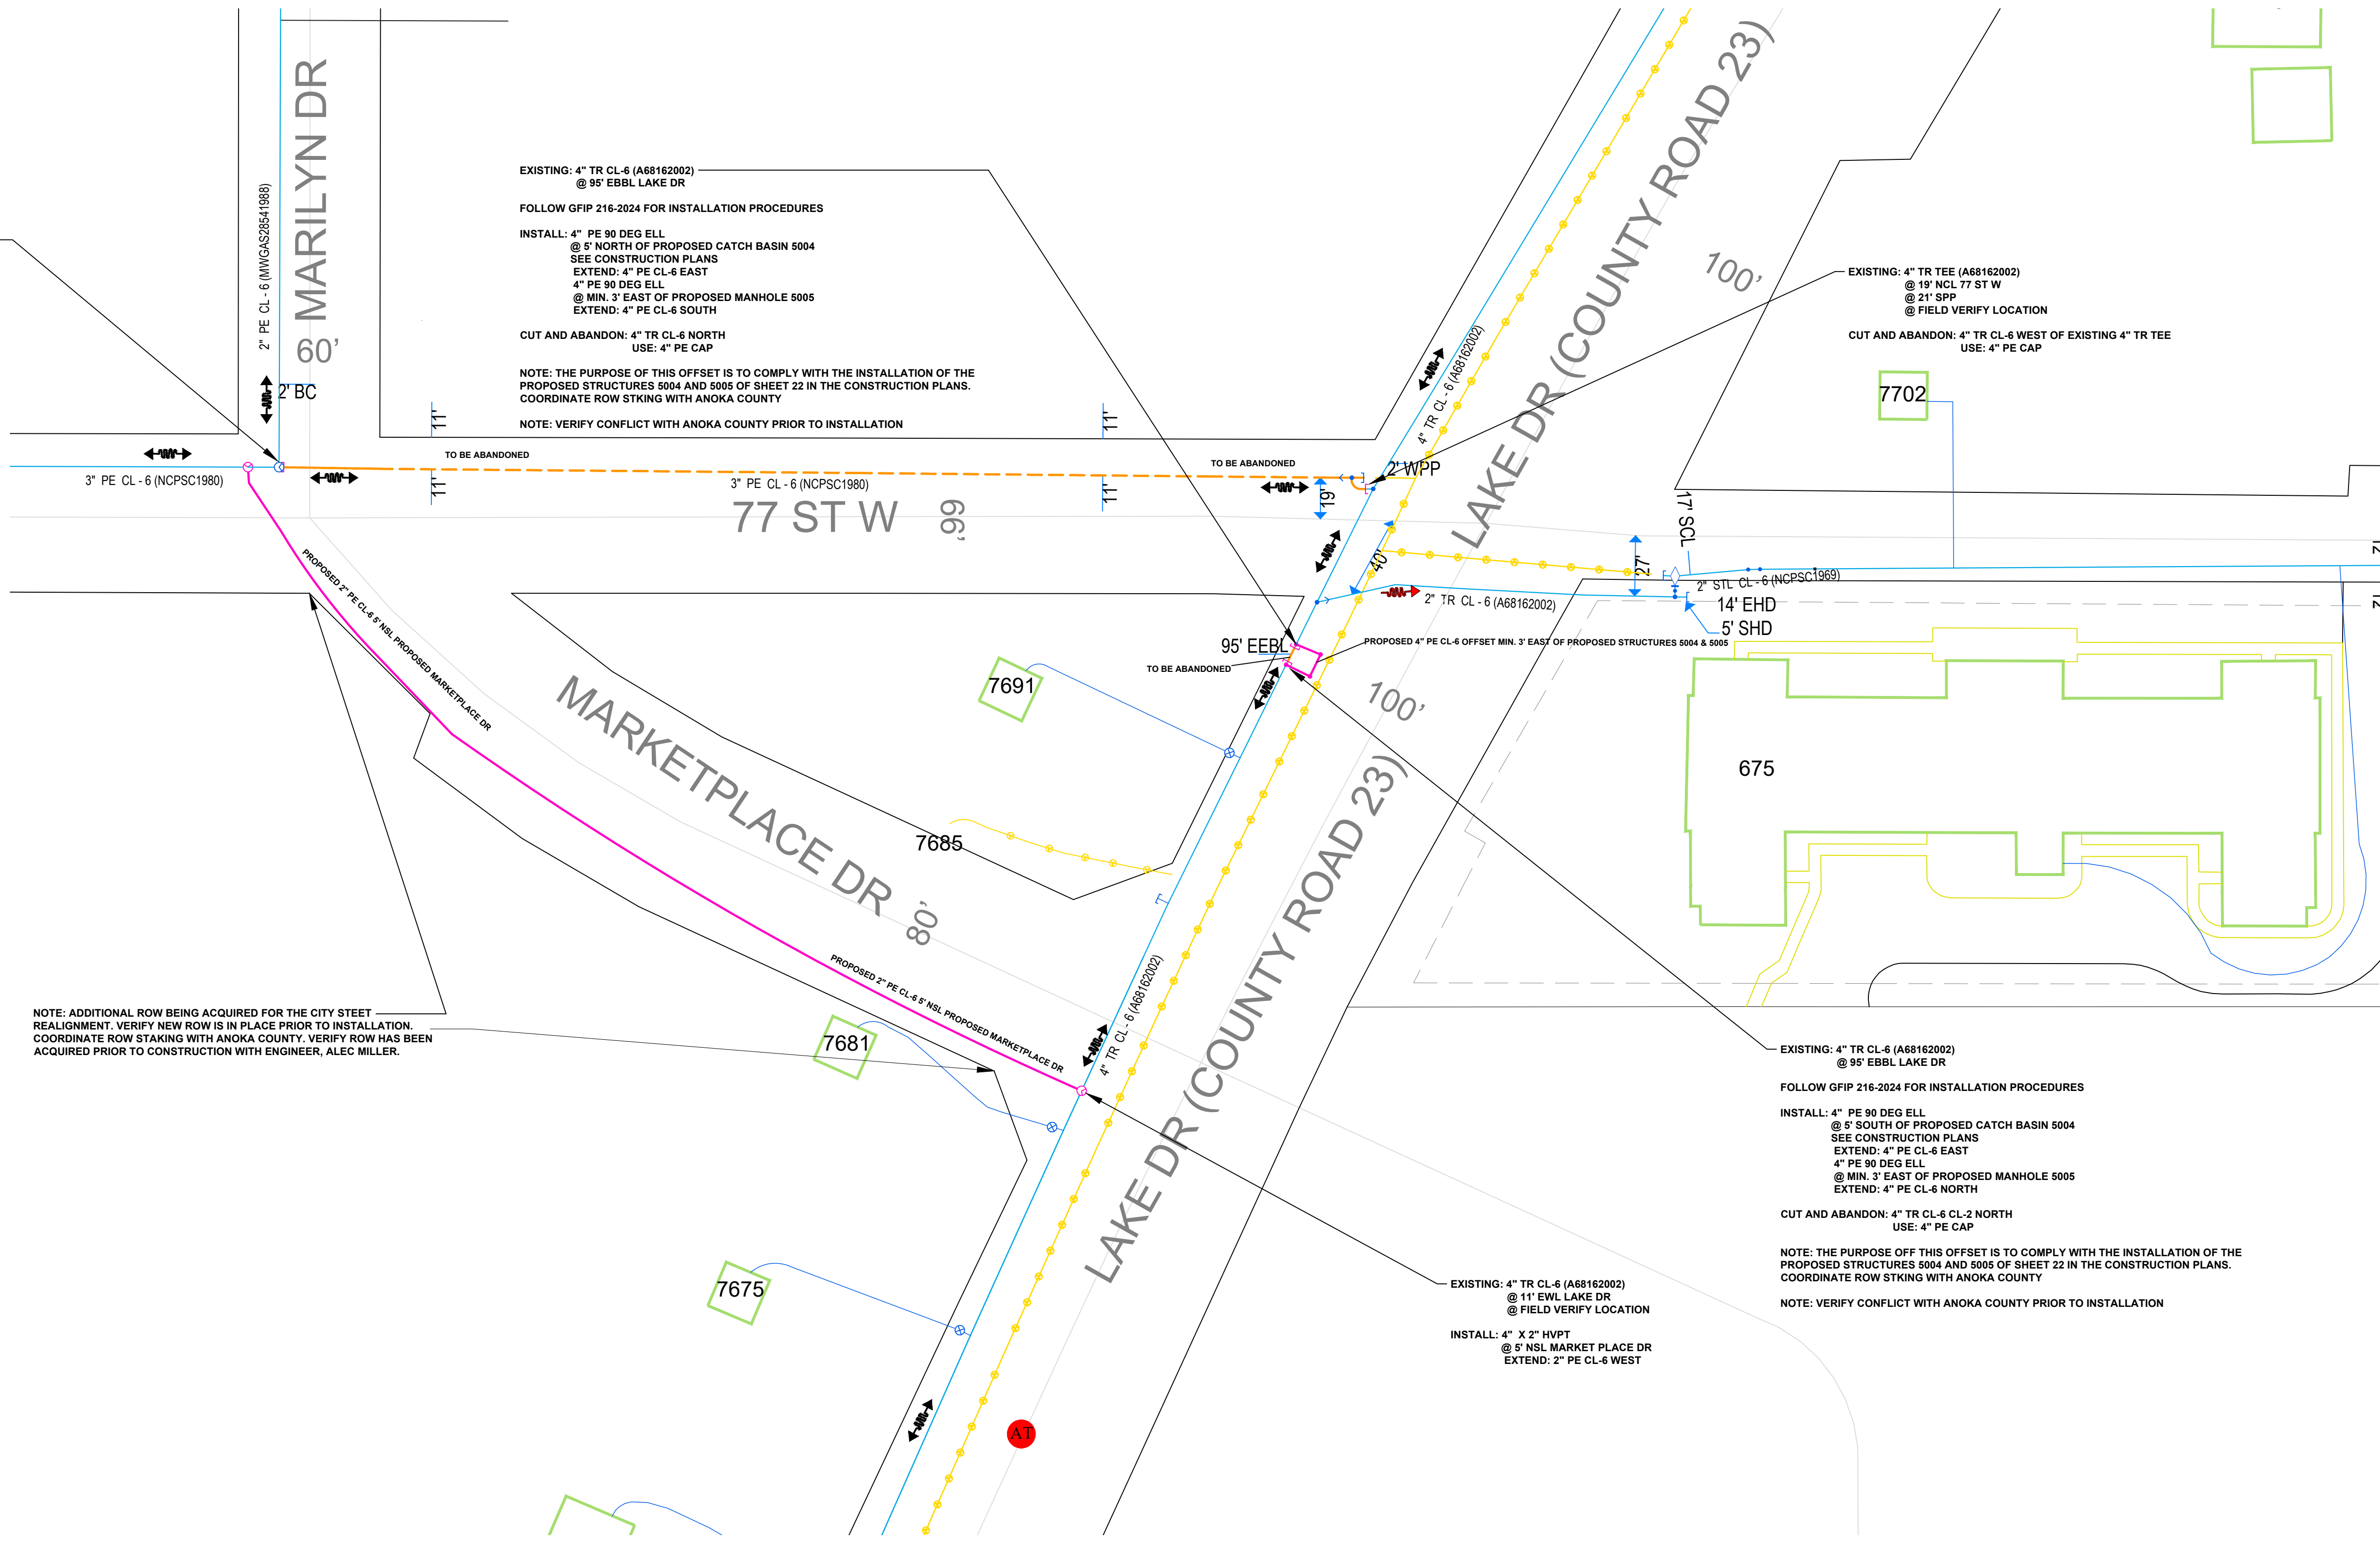 MARILYN DR
60'
2" PE CL - 6 (MWGAS28541988)
2' BC
EXISTING: 4" TR CL-6 (A68162002)
@ 95' EBBL LAKE DR
FOLLOW GFIP 216-2024 FOR INSTALLATION PROCEDURES
INSTALL: 4" PE 90 DEG ELL
@ 5' NORTH OF PROPOSED CATCH BASIN 5004
SEE CONSTRUCTION PLANS
EXTEND: 4" PE CL-6 EAST
4" PE 90 DEG ELL
@ MIN. 3' EAST OF PROPOSED MANHOLE 5005
EXTEND: 4" PE CL-6 SOUTH
CUT AND ABANDON: 4" TR CL-6 NORTH
USE: 4" PE CAP
NOTE: THE PURPOSE OF THIS OFFSET IS TO COMPLY WITH THE INSTALLATION OF THE
PROPOSED STRUCTURES 5004 AND 5005 OF SHEET 22 IN THE CONSTRUCTION PLANS.
COORDINATE ROW STKING WITH ANOKA COUNTY
NOTE: VERIFY CONFLICT WITH ANOKA COUNTY PRIOR TO INSTALLATION
LAKE DR (COUNTY ROAD 23)
100'
EXISTING: 4" TR TEE (A68162002)
@ 19' NCL 77 ST W
@ 21' SPP
@ FIELD VERIFY LOCATION
CUT AND ABANDON: 4" TR CL-6 WEST OF EXISTING 4" TR TEE
USE: 4" PE CAP
7702
4" TR CL - 6 (A68162002)
11'
11'
TO BE ABANDONED
TO BE ABANDONED
2' WPP
3" PE CL - 6 (NCPSC1980)
3" PE CL - 6 (NCPSC1980)
11'
11'
19'
77 ST W
66'
17' SCL
40'
27'
12'
12'
2" STL CL - 6 (NCPSC1969)
2" TR CL - 6 (A68162002)
14' EHD
5' SHD
PROPOSED 2" PE CL-6 5' NSL PROPOSED MARKETPLACE DR
95' EEBL
PROPOSED 4" PE CL-6 OFFSET MIN. 3' EAST OF PROPOSED STRUCTURES 5004 & 5005
TO BE ABANDONED
7691
100'
MARKETPLACE DR
80'
675
7685
LAKE DR (COUNTY ROAD 23)
PROPOSED 2" PE CL-6 5' NSL PROPOSED MARKETPLACE DR
4" TR CL - 6 (A68162002)
NOTE: ADDITIONAL ROW BEING ACQUIRED FOR THE CITY STEET
REALIGNMENT. VERIFY NEW ROW IS IN PLACE PRIOR TO INSTALLATION.
COORDINATE ROW STAKING WITH ANOKA COUNTY. VERIFY ROW HAS BEEN
ACQUIRED PRIOR TO CONSTRUCTION WITH ENGINEER, ALEC MILLER.
7681
EXISTING: 4" TR CL-6 (A68162002)
@ 95' EBBL LAKE DR
FOLLOW GFIP 216-2024 FOR INSTALLATION PROCEDURES
INSTALL: 4" PE 90 DEG ELL
@ 5' SOUTH OF PROPOSED CATCH BASIN 5004
SEE CONSTRUCTION PLANS
EXTEND: 4" PE CL-6 EAST
4" PE 90 DEG ELL
@ MIN. 3' EAST OF PROPOSED MANHOLE 5005
EXTEND: 4" PE CL-6 NORTH
CUT AND ABANDON: 4" TR CL-6 CL-2 NORTH
USE: 4" PE CAP
NOTE: THE PURPOSE OFF THIS OFFSET IS TO COMPLY WITH THE INSTALLATION OF THE
PROPOSED STRUCTURES 5004 AND 5005 OF SHEET 22 IN THE CONSTRUCTION PLANS.
COORDINATE ROW STKING WITH ANOKA COUNTY
NOTE: VERIFY CONFLICT WITH ANOKA COUNTY PRIOR TO INSTALLATION
7675
EXISTING: 4" TR CL-6 (A68162002)
@ 11' EWL LAKE DR
@ FIELD VERIFY LOCATION
INSTALL: 4" X 2" HVPT
@ 5' NSL MARKET PLACE DR
EXTEND: 2" PE CL-6 WEST
AT